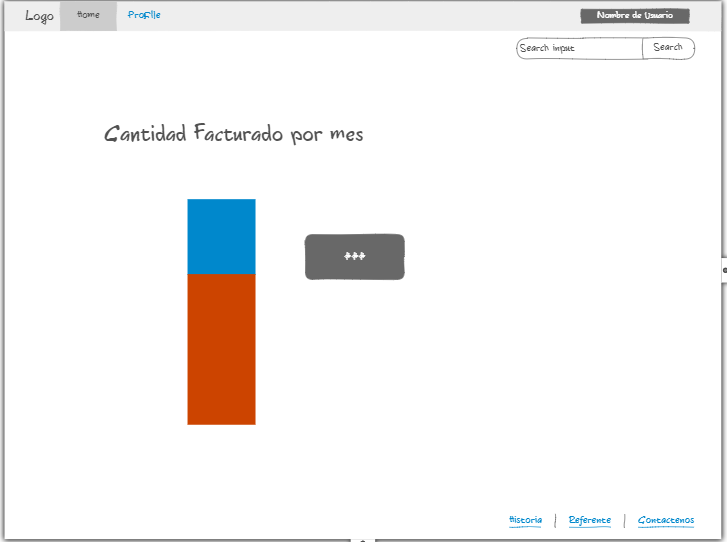 Logo Home Profile Nombre de Usuario
Search input Search
Cantidad Facturado por mes
***
Historia | Referente | Contactenos